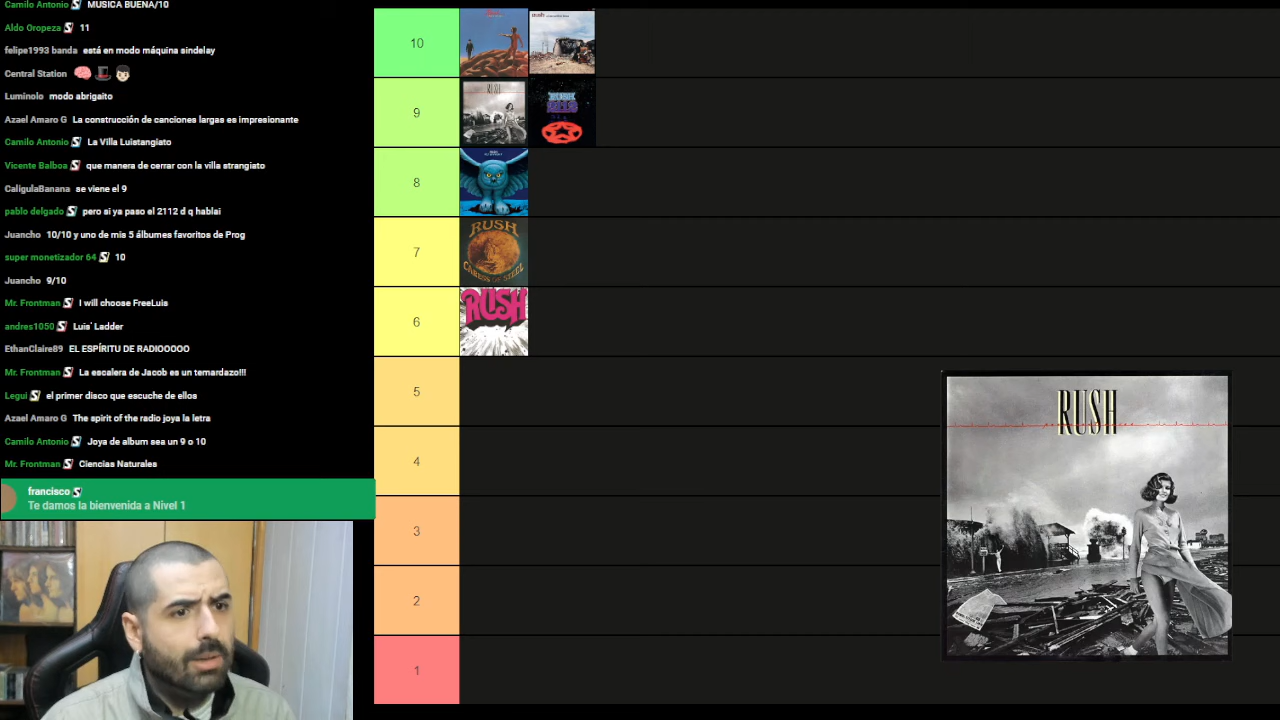 Camilo Antonio MUSICA BUENA/10
Aldo Oropeza 11
felipe1993 banda está en modo máquina sindelay
Central Station
Luminolo modo abrigaito
Azael Amaro G La construcción de canciones largas es impresionante
Camilo Antonio La Villa Luistangiato
Vicente Balboa que manera de cerrar con la villa strangiato
CaligulaBanana se viene el 9
pablo delgado pero si ya paso el 2112 d q hablai
Juancho 10/10 y uno de mis 5 álbumes favoritos de Prog
super monetizador 64 10
Juancho 9/10
Mr. Frontman I will choose FreeLuis
andres1050 Luis' Ladder
EthanClaire89 EL ESPÍRITU DE RADIOOOOO
Mr. Frontman La escalera de Jacob es un temardazo!!!
Legui el primer disco que escuche de ellos
Azael Amaro G The spirit of the radio joya la letra
Camilo Antonio Joya de album sea un 9 o 10
Mr. Frontman Ciencias Naturales
francisco
Te damos la bienvenida a Nivel 1
10
9
RUSH
RUSH
2112
8
7
RUSH
CARESS OF STEEL
6
RUSH
5
4
3
2
1
RUSH